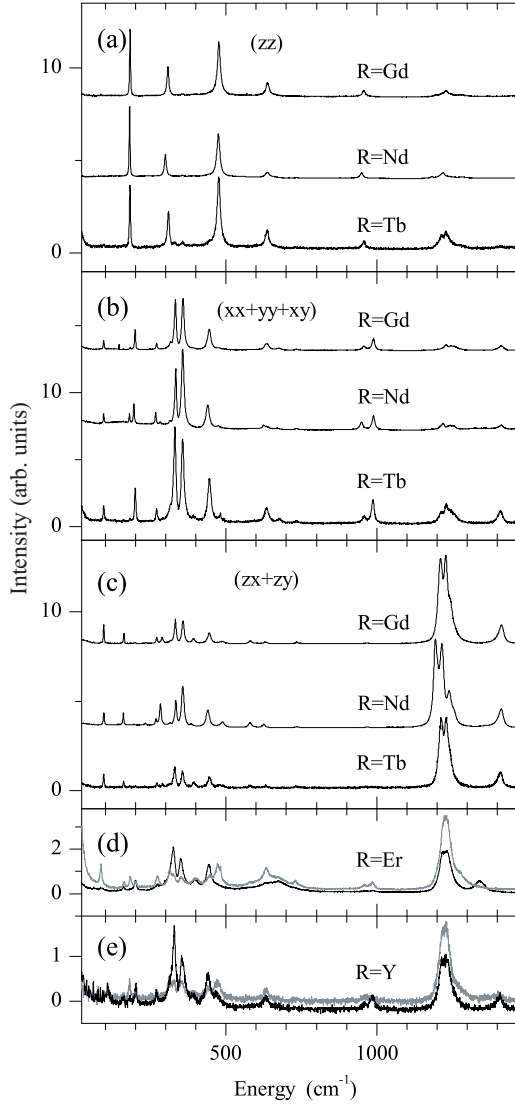 (a)
(zz)
10
R=Gd
R=Nd
R=Tb
0
(b)
(xx+yy+xy)
R=Gd
10
R=Nd
R=Tb
0
Intensity (arb. units)
(c)
(zx+zy)
10
R=Gd
R=Nd
R=Tb
0
(d)
2
R=Er
0
(e)
1
R=Y
0
500
1000
Energy (cm-1)